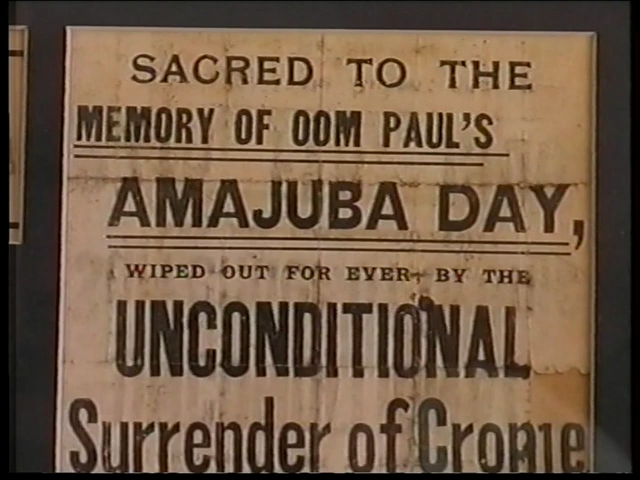 SACRED TO THE
MEMORY OF OOM PAUL'S
AMAJUBA DAY,
WIPED OUT FOR EVER, BY THE
UNCONDITIONAL
Surrender of Cronje